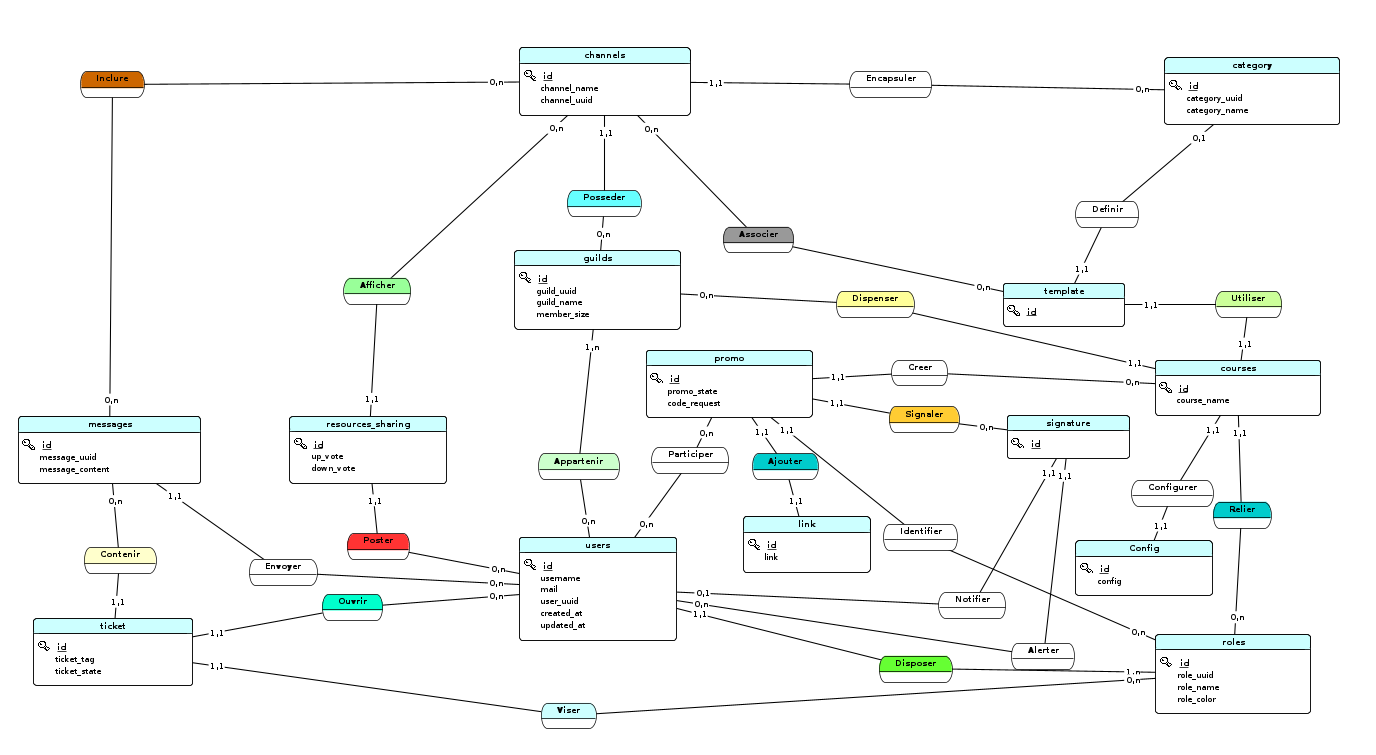 channels
id
channel_name
channel_uuid
category
id
category_uuid
category_name
Inclure
0,n
1,1
Encapsuler
0,n
0,n
1,1
0,n
0,1
Posseder
Definir
Associer
0,n
1,1
guilds
id
guild_uuid
guild_name
member_size
Afficher
0,n
Dispenser
0,n
template
id
1,1
Utiliser
1,n
1,1
1,1
promo
id
promo_state
code_request
1,1
Creer
0,n
courses
id
course_name
0,n
1,1
1,1
Signaler
0,n
signature
id
messages
id
message_uuid
message_content
resources_sharing
id
up_vote
down_vote
0,n
1,1
1,1
1,1
1,1
Appartenir
Participer
Ajouter
1,1
1,1
Configurer
0,n
1,1
1,1
1,1
Relier
link
id
link
0,n
0,n
Identifier
1,1
Poster
users
id
username
mail
user_uuid
created_at
updated_at
Config
id
config
Contenir
Envoyer
0,n
0,n
0,n
1,1
Ouvrir
0,1
0,n
1,1
Notifier
0,n
ticket
id
ticket_tag
ticket_state
1,1
1,1
0,n
roles
id
role_uuid
role_name
role_color
Alerter
Disposer
1,n
0,n
Viser